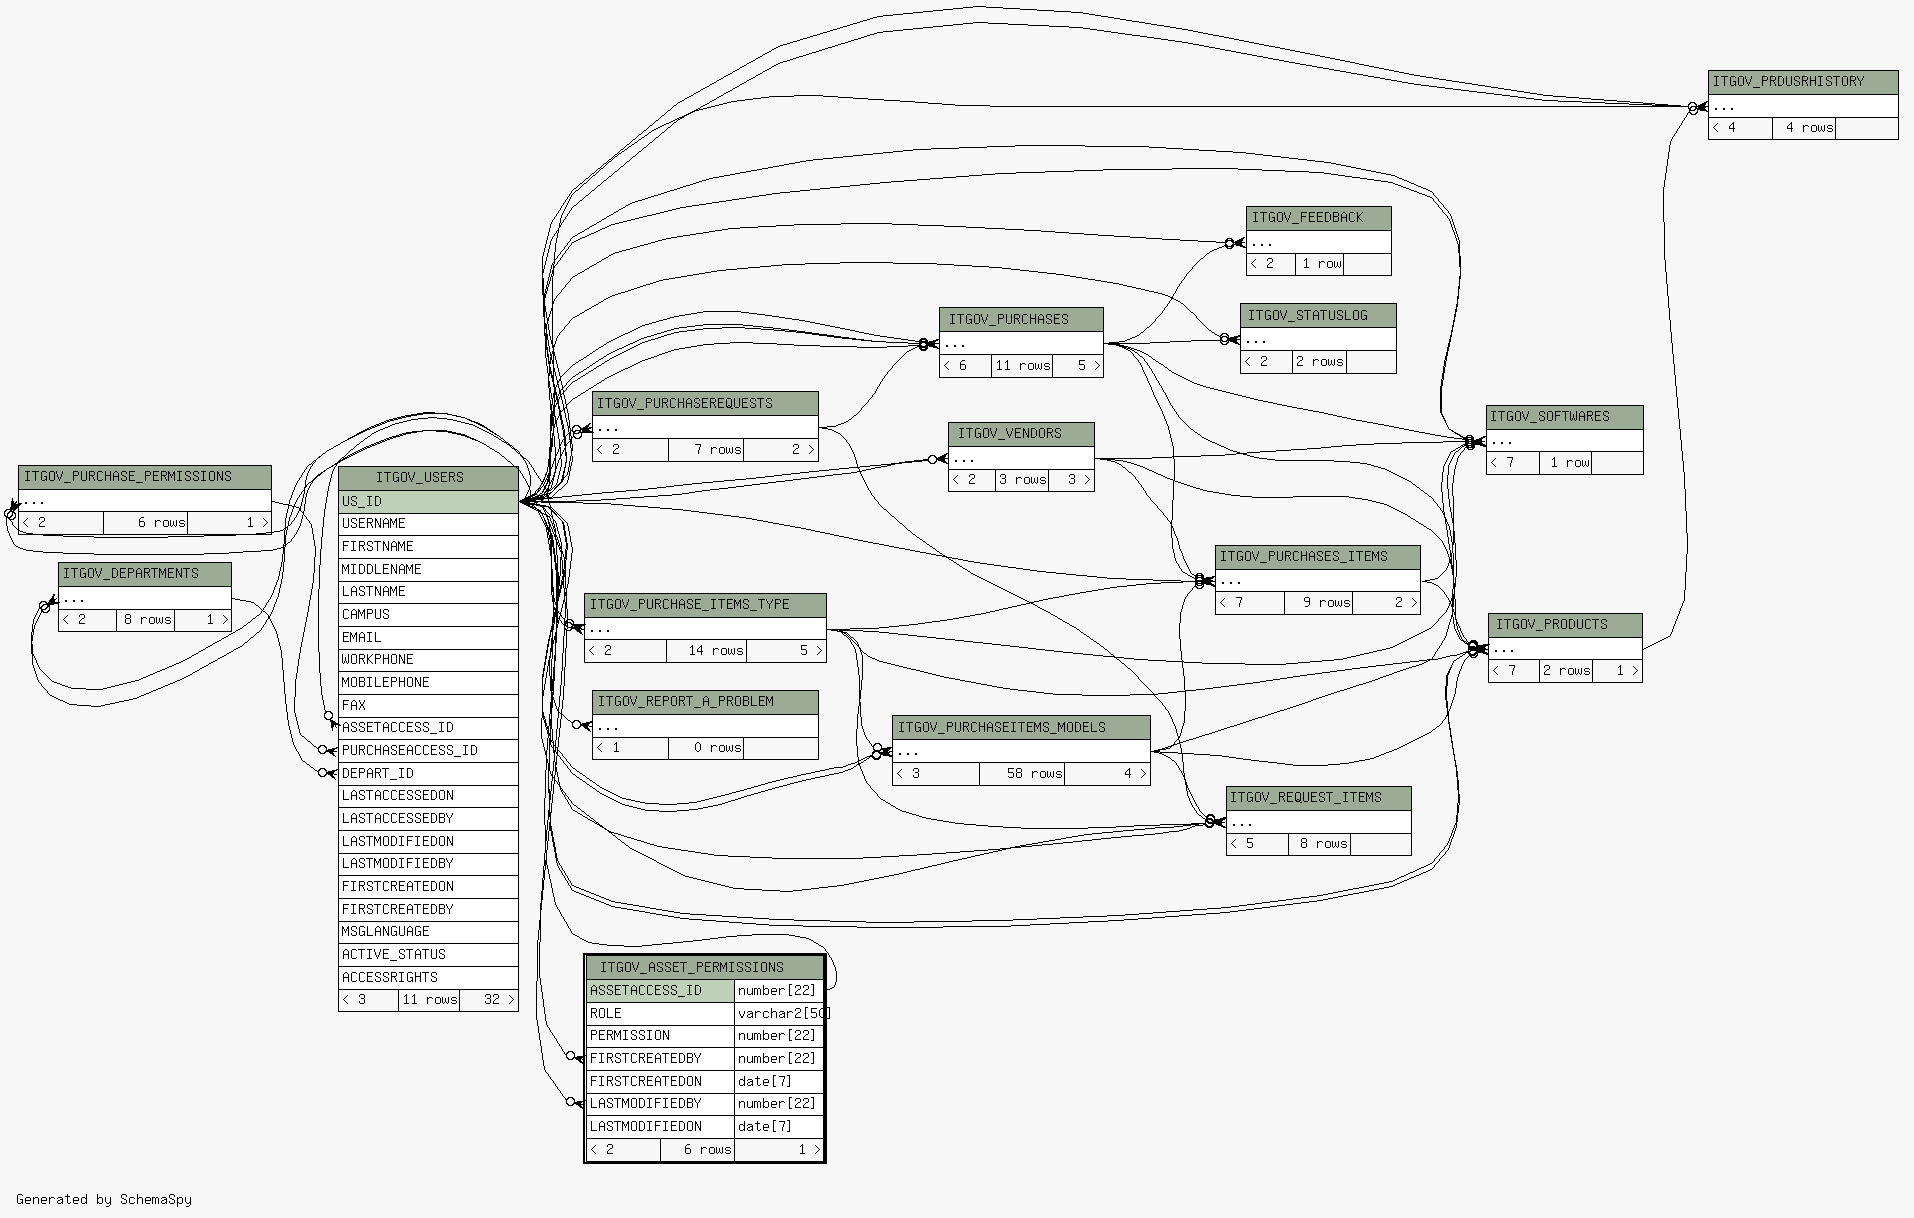 ITGOV_PRDUSRHISTORY
...
< 4 4 rows
ITGOV_FEEDBACK
...
< 2 1 row
ITGOV_STATUSLOG
...
< 2 2 rows
ITGOV_PURCHASES
...
< 6 11 rows 5 >
ITGOV_PURCHASEREQUESTS
...
< 2 7 rows 2 >
ITGOV_VENDORS
...
< 2 3 rows 3 >
ITGOV_SOFTWARES
...
< 7 1 row
ITGOV_PURCHASE_PERMISSIONS
...
< 2 6 rows 1 >
ITGOV_DEPARTMENTS
...
< 2 8 rows 1 >
ITGOV_USERS
US_ID
USERNAME
FIRSTNAME
MIDDLENAME
LASTNAME
CAMPUS
EMAIL
WORKPHONE
MOBILEPHONE
FAX
ASSETACCESS_ID
PURCHASEACCESS_ID
DEPART_ID
LASTACCESSEDON
LASTACCESSEDBY
LASTMODIFIEDON
LASTMODIFIEDBY
FIRSTCREATEDON
FIRSTCREATEDBY
MSGLANGUAGE
ACTIVE_STATUS
ACCESSRIGHTS
< 3 11 rows 32 >
ITGOV_PURCHASES_ITEMS
...
< 7 9 rows 2 >
ITGOV_PURCHASE_ITEMS_TYPE
...
< 2 14 rows 5 >
ITGOV_PRODUCTS
...
< 7 2 rows 1 >
ITGOV_REPORT_A_PROBLEM
...
< 1 0 rows
ITGOV_PURCHASEITEMS_MODELS
...
< 3 58 rows 4 >
ITGOV_REQUEST_ITEMS
...
< 5 8 rows
ITGOV_ASSET_PERMISSIONS
ASSETACCESS_ID number[22]
ROLE varchar2[50]
PERMISSION number[22]
FIRSTCREATEDBY number[22]
FIRSTCREATEDON date[7]
LASTMODIFIEDBY number[22]
LASTMODIFIEDON date[7]
< 2 6 rows 1 >
Generated by SchemaSpy